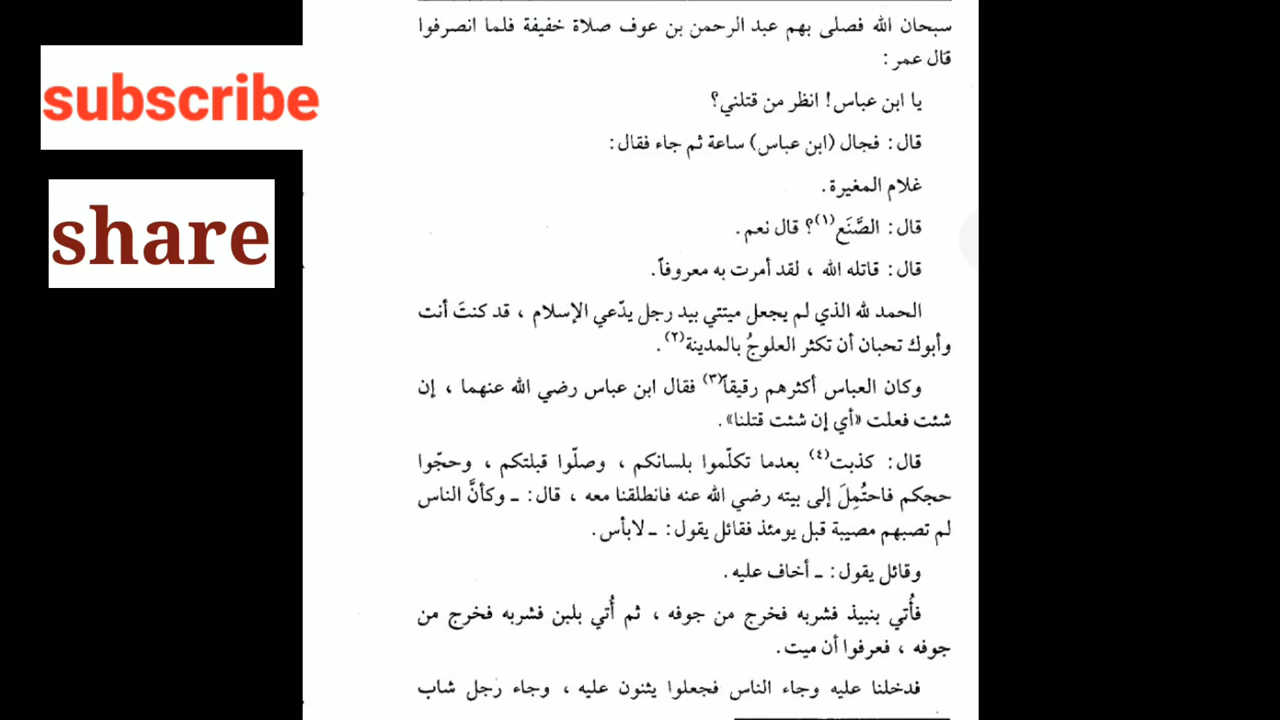 سبحان الله فصلى بهم عبد الرحمن بن عوف صلاة خفيفة فلما انصرفوا
قال عمر :
يا ابن عباس! انظر من قتلني؟
قال: فجال (ابن عباس) ساعة ثم جاء فقال:
غلام المغيرة.
قال: الصَّنَع(١)؟ قال نعم.
قال: قاتله الله ، لقد أمرت به معروفاً.
الحمد لله الذي لم يجعل ميتتي بيد رجل يدّعي الإسلام ، قد كنتَ أنت
وأبوك تحبان أن تكثر العلوجُ بالمدينة(٢).
وكان العباس أكثرهم رقيقاً(٣) فقال ابن عباس رضي الله عنهما ، إن
شئت فعلت «أي إن شئت قتلنا».
قال: كذبت(٤) بعدما تكلّموا بلسانكم ، وصلّوا قبلتكم ، وحجّوا
حجكم فاحتُمِلَ إلى بيته رضي الله عنه فانطلقنا معه ، قال: ـ وكأنَّ الناس
لم تصبهم مصيبة قبل يومئذ فقائل يقول: ـ لابأس.
وقائل يقول: ـ أخاف عليه.
فأُتي بنبيذ فشربه فخرج من جوفه ، ثم أُتي بلبن فشربه فخرج من
جوفه ، فعرفوا أن ميت.
فدخلنا عليه وجاء الناس فجعلوا يثنون عليه ، وجاء رجل شاب
subscribe
share